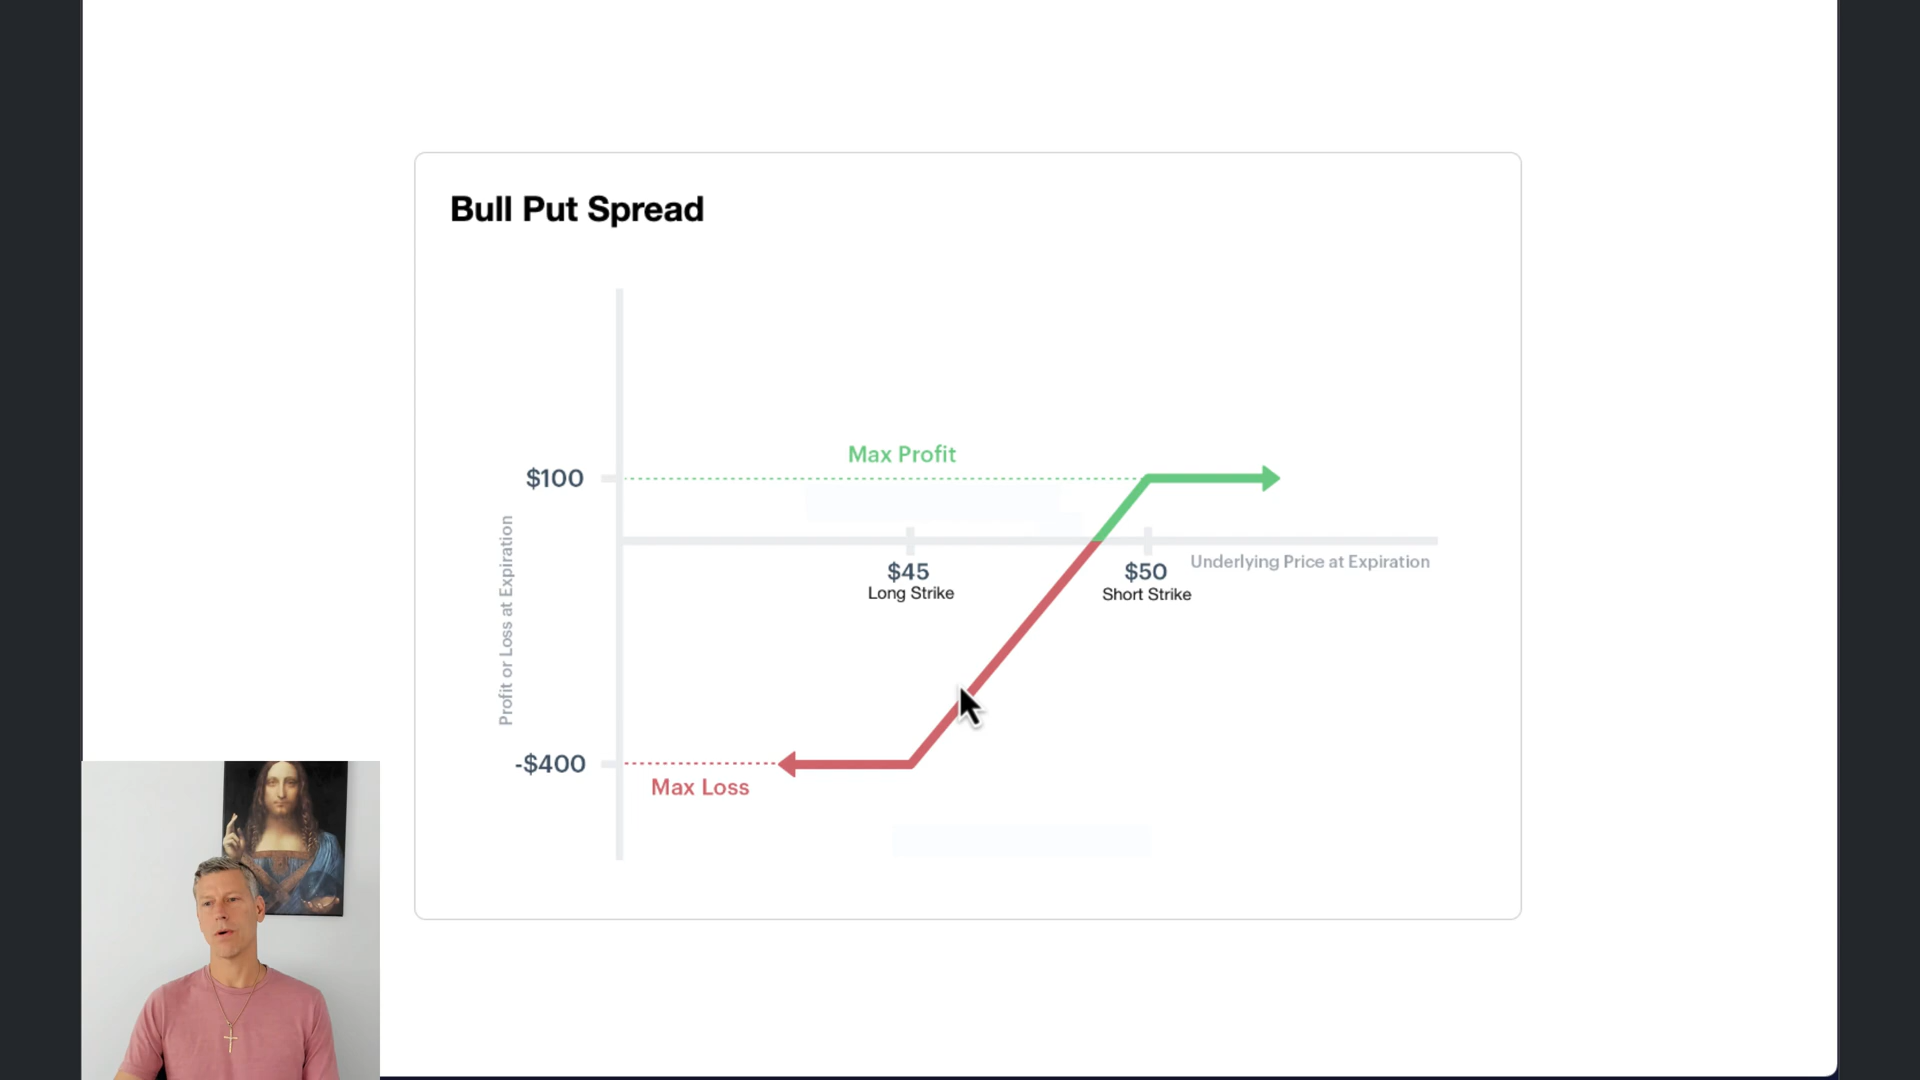 Bull Put Spread
Max Profit
$100
$45
Long Strike
$50
Short Strike
Underlying Price at Expiration
Profit or Loss at Expiration
-$400
Max Loss